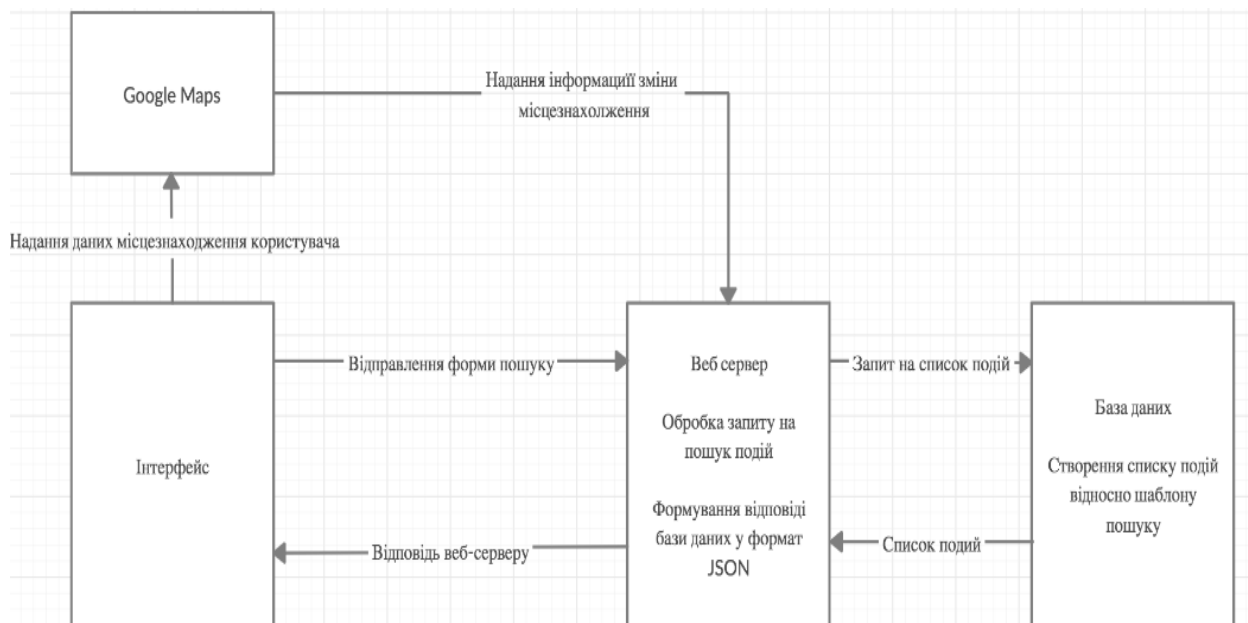 Google Maps
Надання інформациїї зміни
місцезнахолження
Надання даних місцезнаходження користувача
Відправлення форми пошуку
Веб сервер
Запит на список подій
База даних
Обробка запиту на
пошук подій
Інтерфейс
Створення списку подій
відносно шаблону
пошуку
Формування відповіді
бази даних у формат
JSON
Відповідь веб-серверу
Список подий